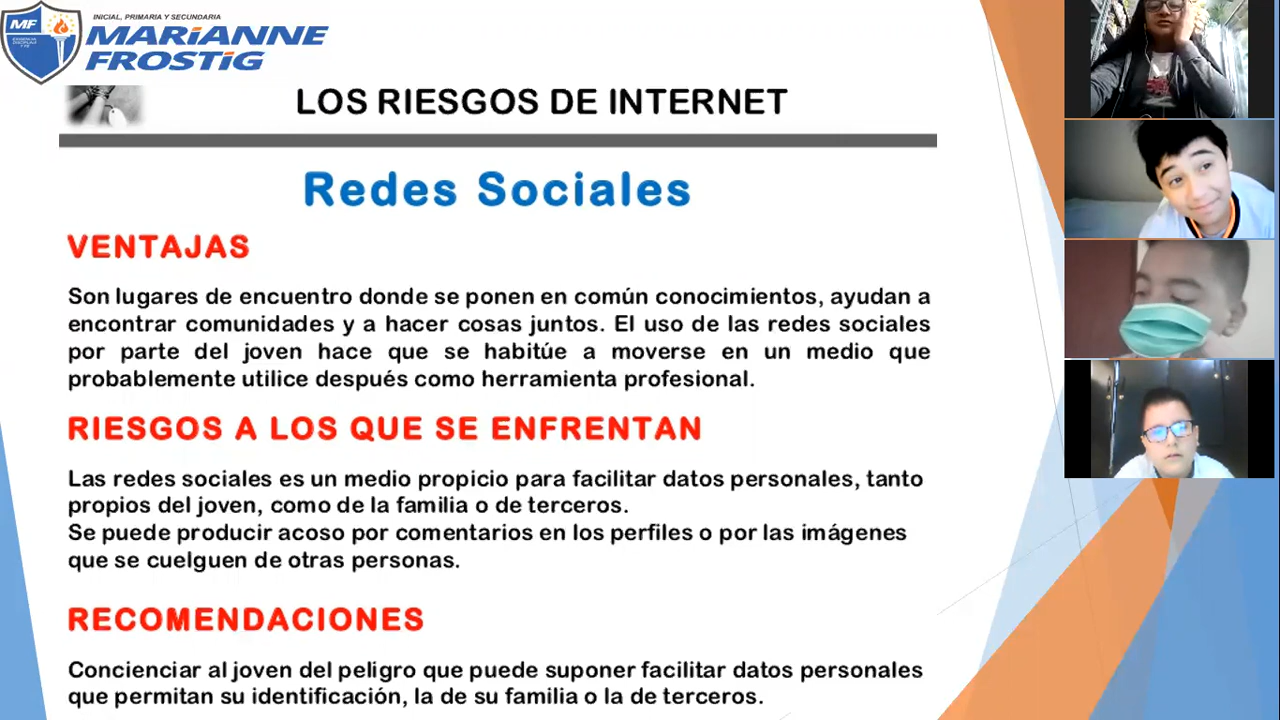 INICIAL, PRIMARIA Y SECUNDARIA
MF
MARiANNE
FROSTiG
LOS RIESGOS DE INTERNET
Redes Sociales
VENTAJAS
Son lugares de encuentro donde se ponen en común conocimientos, ayudan a
encontrar comunidades y a hacer cosas juntos. El uso de las redes sociales
por parte del joven hace que se habitúe a moverse en un medio que
probablemente utilice después como herramienta profesional.
RIESGOS A LOS QUE SE ENFRENTAN
Las redes sociales es un medio propicio para facilitar datos personales, tanto
propios del joven, como de la familia o de terceros.
Se puede producir acoso por comentarios en los perfiles o por las imágenes
que se cuelguen de otras personas.
RECOMENDACIONES
Concienciar al joven del peligro que puede suponer facilitar datos personales
que permitan su identificación, la de su familia o la de terceros.